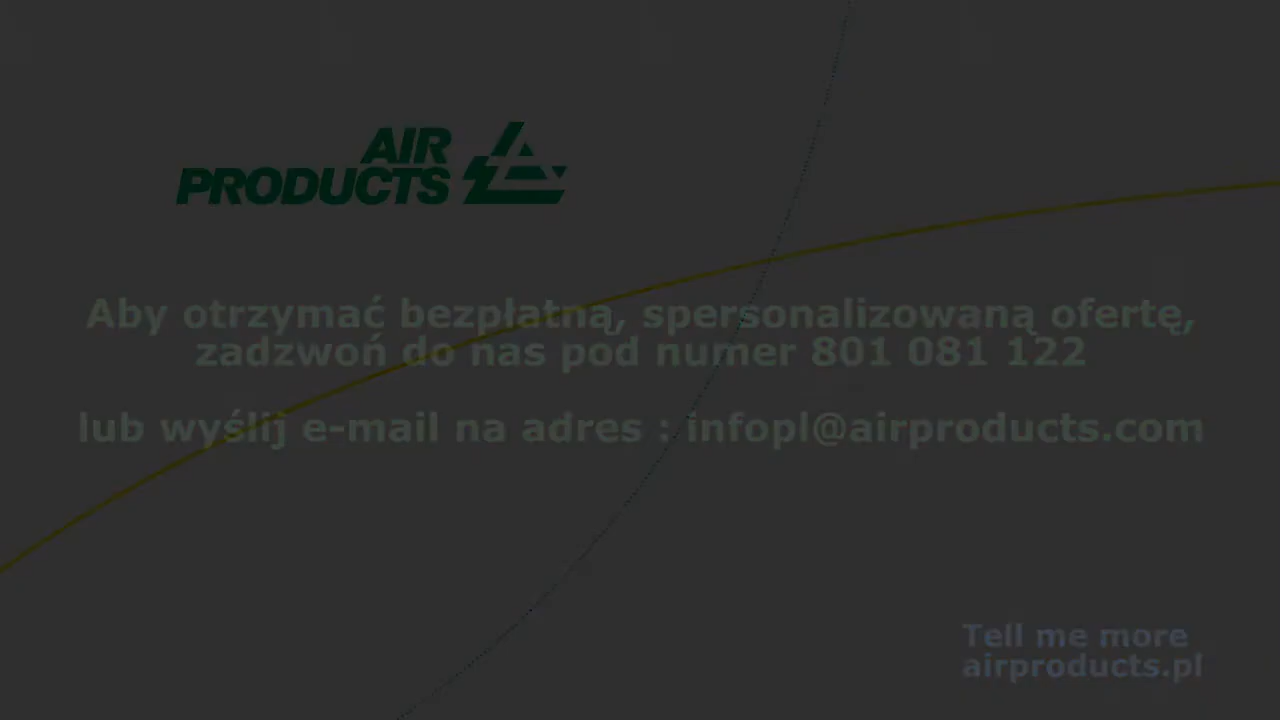 AIR
PRODUCTS
Aby otrzymać bezpłatną, spersonalizowaną ofertę,
zadzwoń do nas pod numer 801 081 122
lub wyślij e-mail na adres : infopl@airproducts.com
Tell me more
airproducts.pl